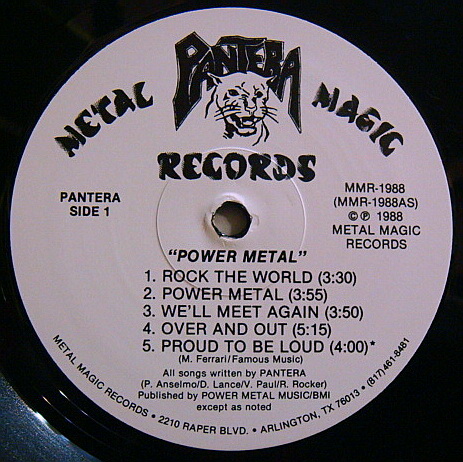 METAL PANTERA MAGIC
RECORDS
PANTERA
SIDE 1
MMR-1988
(MMR-1988AS)
© ℗ 1988
METAL MAGIC
RECORDS
"POWER METAL"
1. ROCK THE WORLD (3:30)
2. POWER METAL (3:55)
3. WE'LL MEET AGAIN (3:50)
4. OVER AND OUT (5:15)
5. PROUD TO BE LOUD (4:00)*
(M. Ferrari/Famous Music)
All songs written by PANTERA
(P. Anselmo/D. Lance/V. Paul/R. Rocker)
Published by POWER METAL MUSIC/BMI
except as noted
METAL MAGIC RECORDS • 2210 RAPER BLVD. • ARLINGTON, TX 76013 • (817) 461-8481